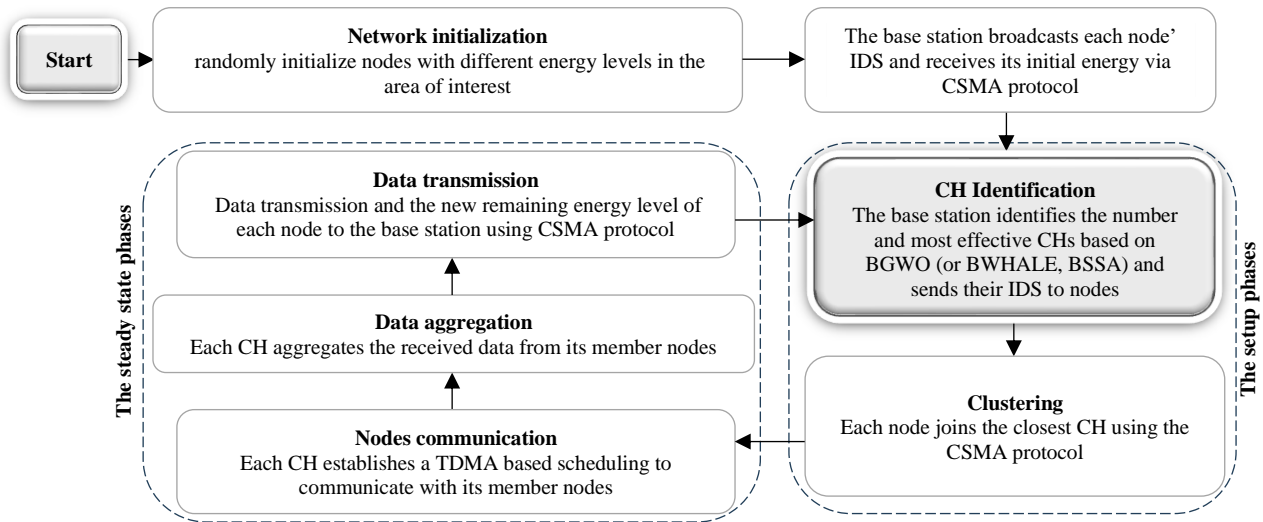 Start
Network initialization
randomly initialize nodes with different energy levels in the
area of interest
The base station broadcasts each node'
IDS and receives its initial energy via
CSMA protocol
The steady state phases
Data transmission
Data transmission and the new remaining energy level of
each node to the base station using CSMA protocol
Data aggregation
Each CH aggregates the received data from its member nodes
Nodes communication
Each CH establishes a TDMA based scheduling to
communicate with its member nodes
CH Identification
The base station identifies the number
and most effective CHs based on
BGWO (or BWHALE, BSSA) and
sends their IDS to nodes
Clustering
Each node joins the closest CH using the
CSMA protocol
The setup phases